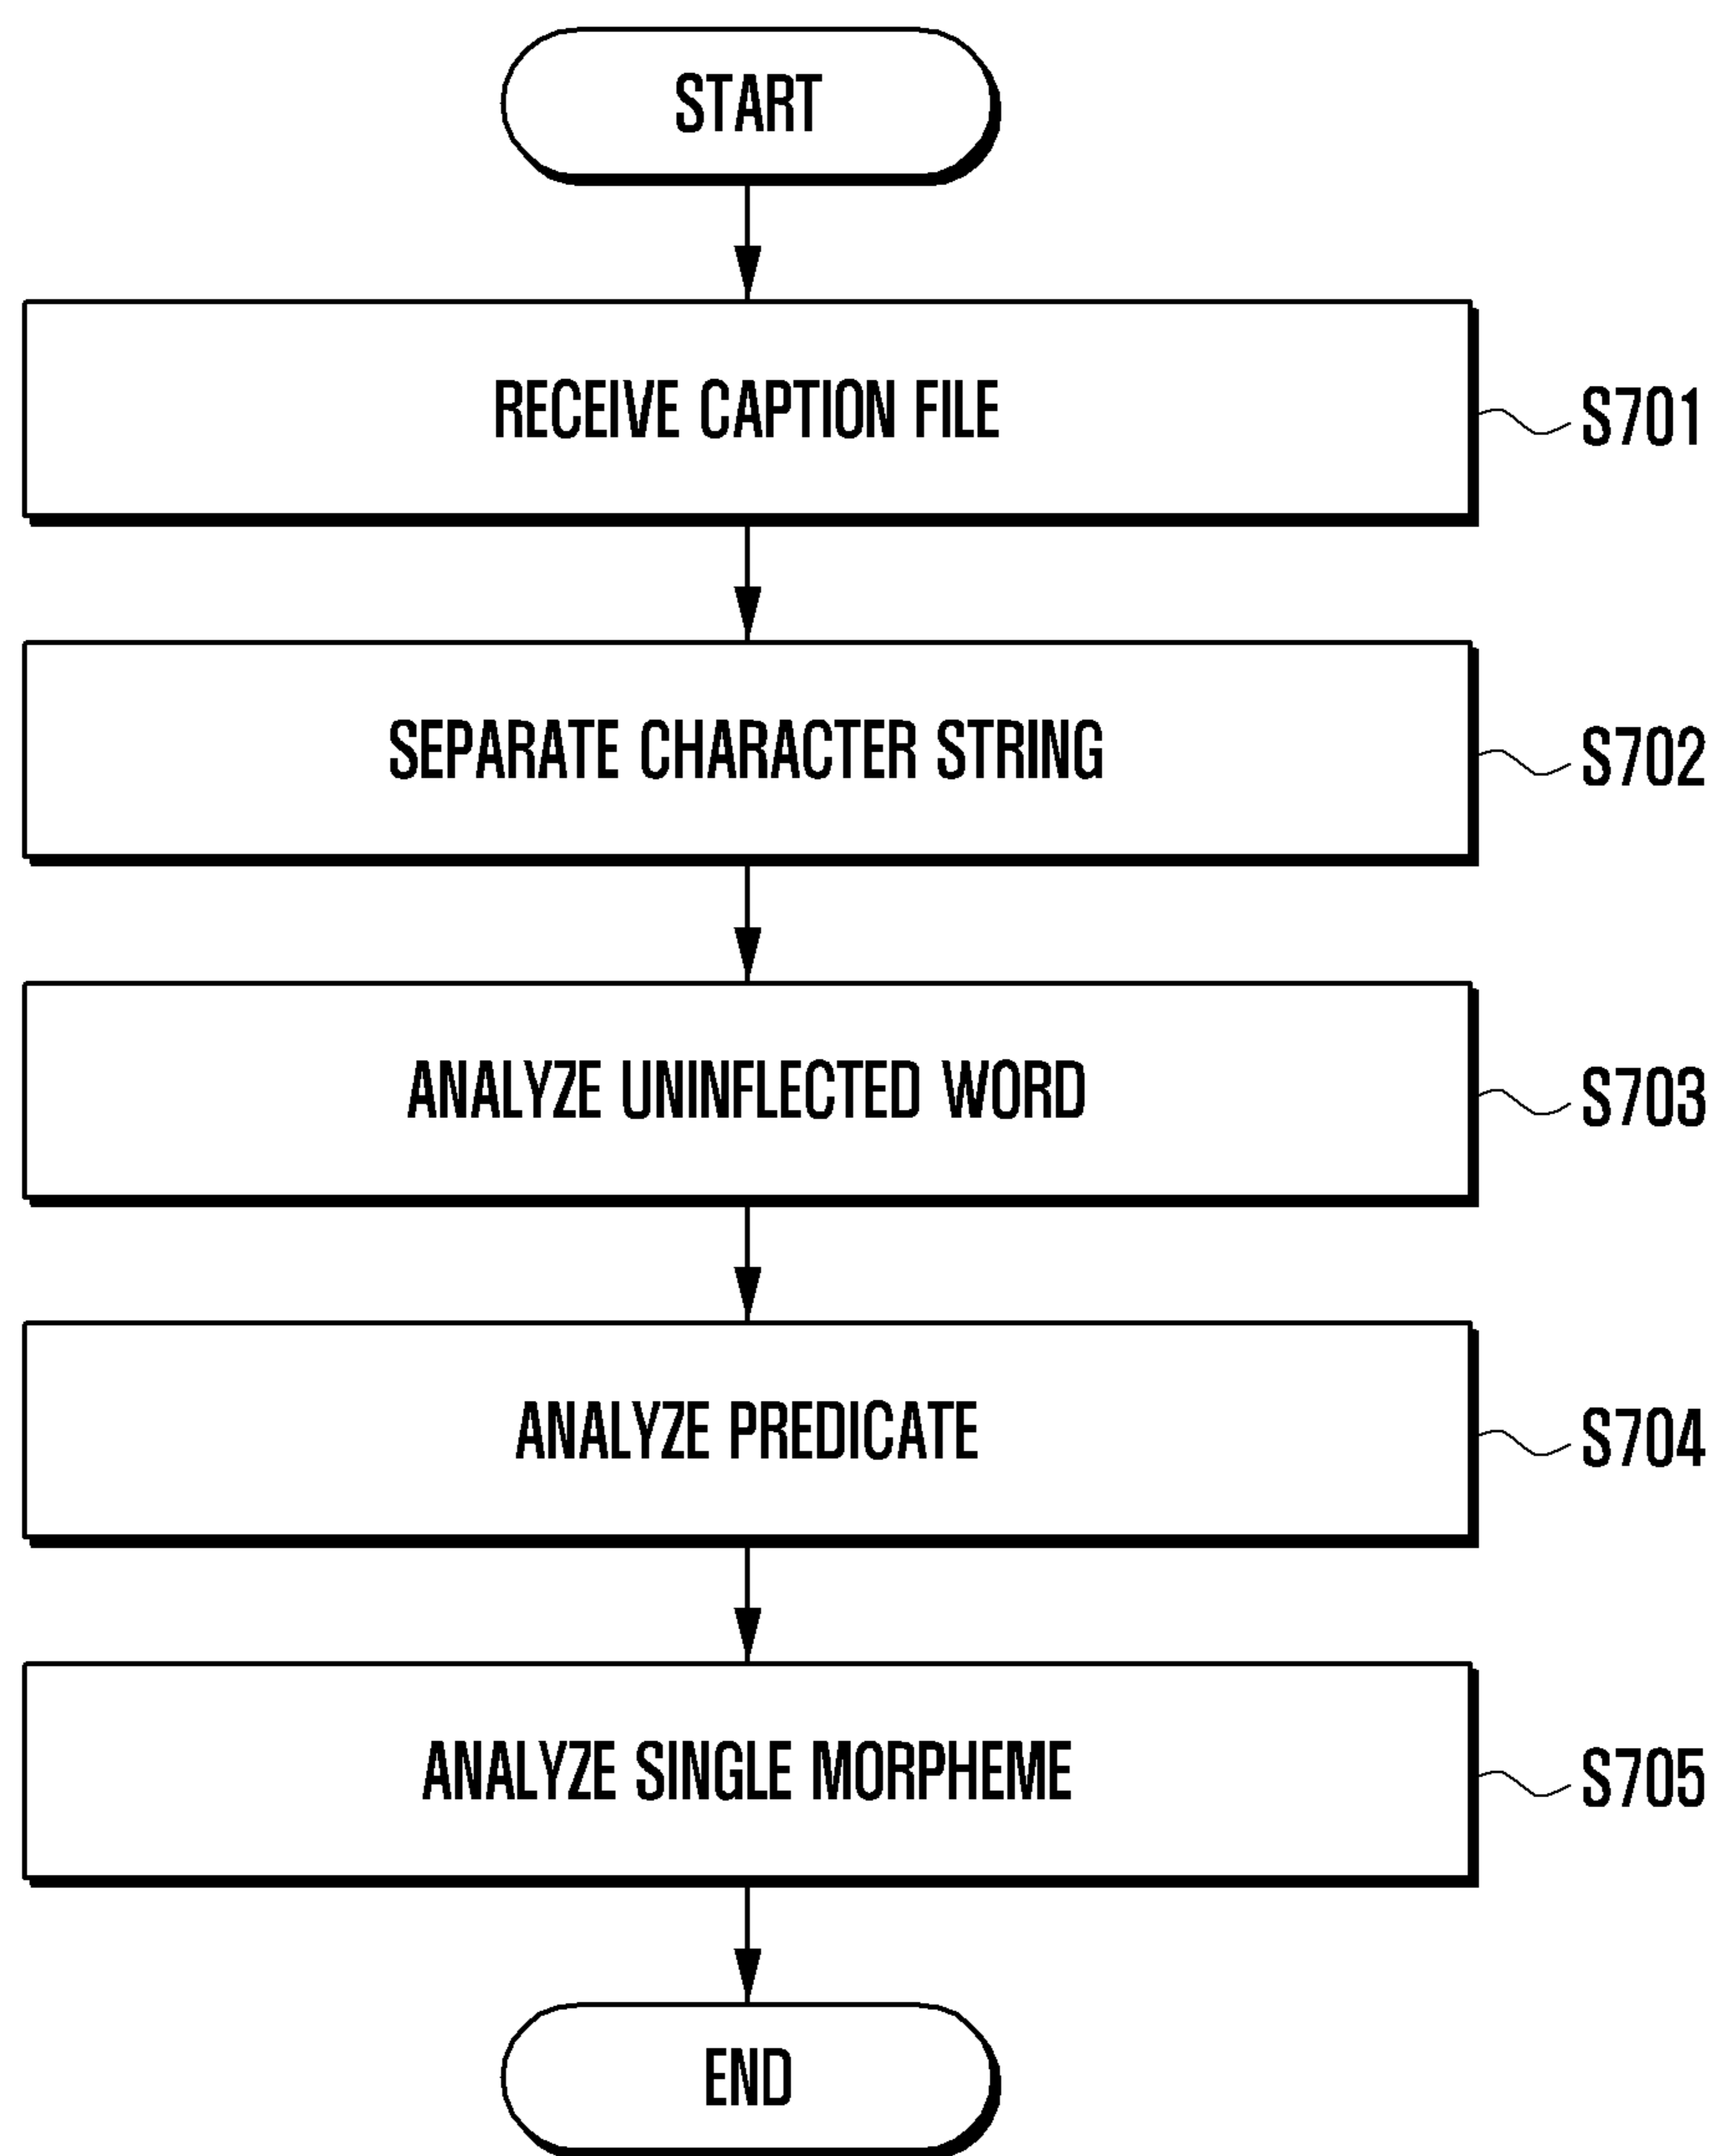 START
RECEIVE CAPTION FILE
S701
SEPARATE CHARACTER STRING
S702
ANALYZE UNINFLECTED WORD
S703
ANALYZE PREDICATE
S704
ANALYZE SINGLE MORPHEME
S705
END